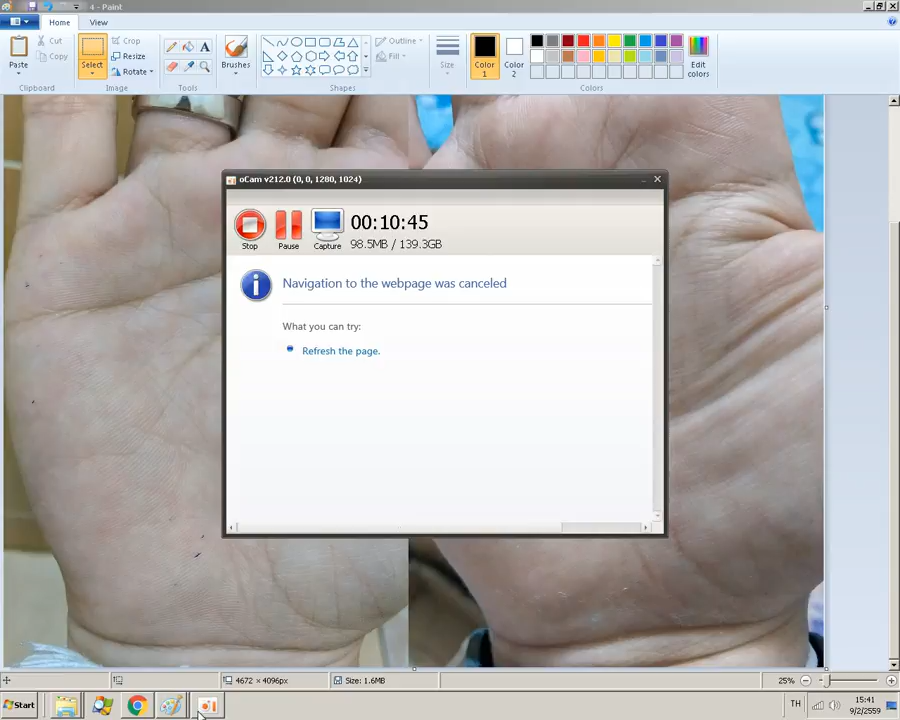 4 - Paint
Home View
Cut
Copy
Paste
Clipboard
Crop
Resize
Rotate
Select
Image
A
Tools
Brushes
Outline
Fill
Shapes
Size
Color 1
Color 2
Edit colors
Colors
oCam v212.0 (0, 0, 1280, 1024)
Stop
Pause
Capture
00:10:45
98.5MB / 139.3GB
Navigation to the webpage was canceled
What you can try:
Refresh the page.
4672 × 4096px
Size: 1.6MB
25%
Start
TH
15:41
9/2/2559